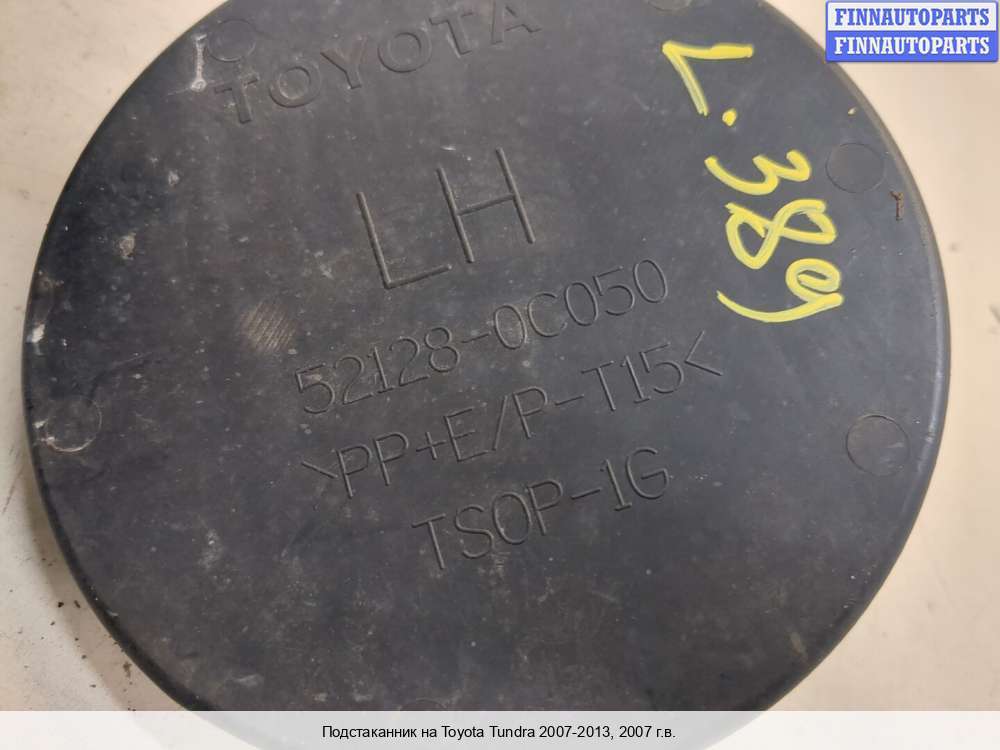 FINNAUTOPARTS
FINNAUTOPARTS
TOYOTA
L.389
LH
52128-0C050
>PP+E/P-T15<
TSOP-1G
Подстаканник на Toyota Tundra 2007-2013, 2007 г.в.